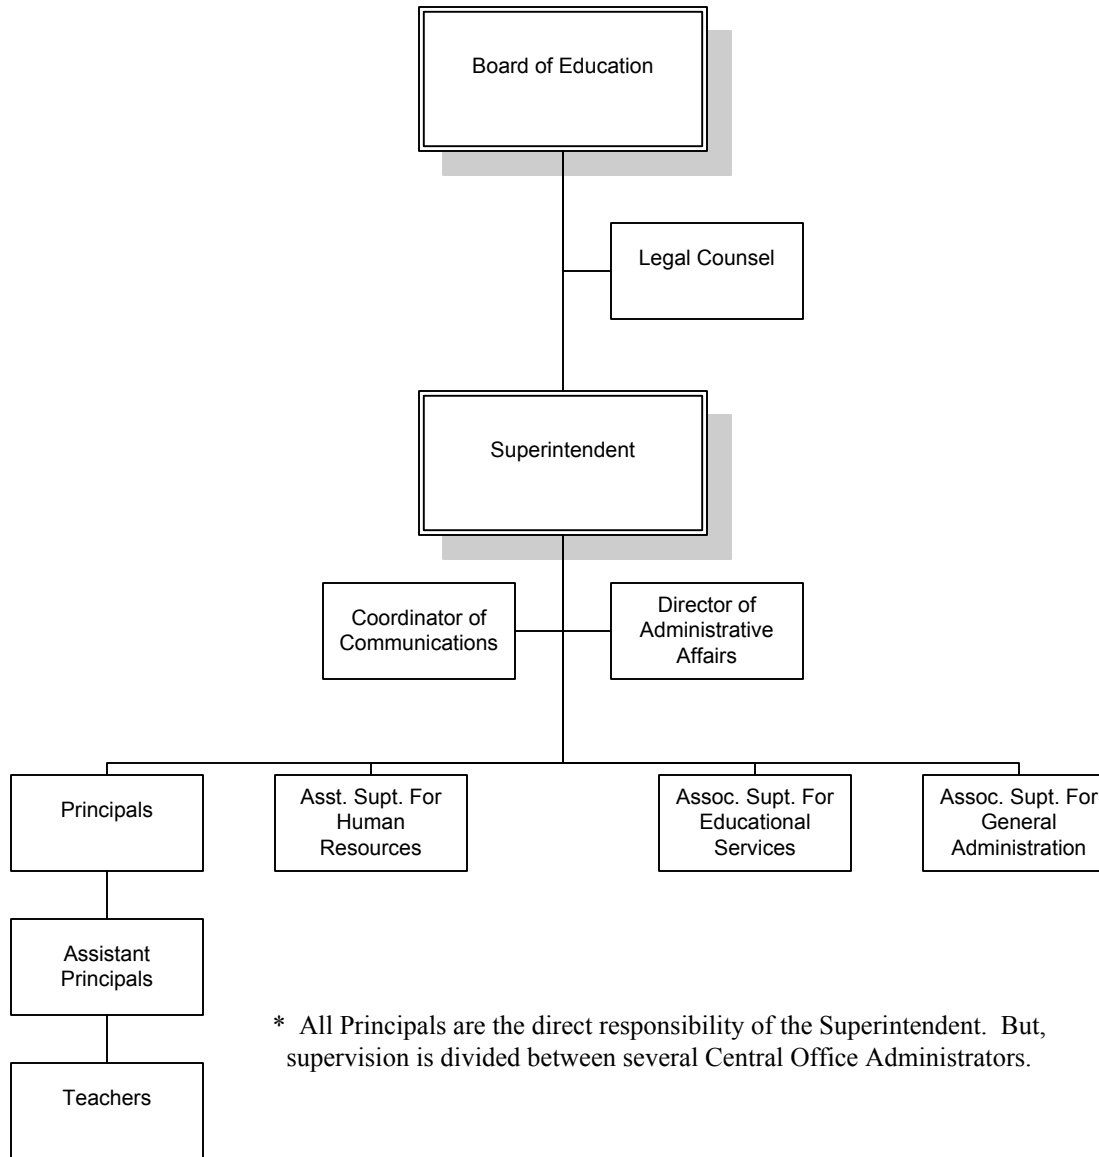 Board of Education
Legal Counsel
Superintendent
Coordinator of
Communications
Director of
Administrative
Affairs
Principals
Asst. Supt. For
Human
Resources
Assoc. Supt. For
Educational
Services
Assoc. Supt. For
General
Administration
Assistant
Principals
* All Principals are the direct responsibility of the Superintendent. But,
supervision is divided between several Central Office Administrators.
Teachers